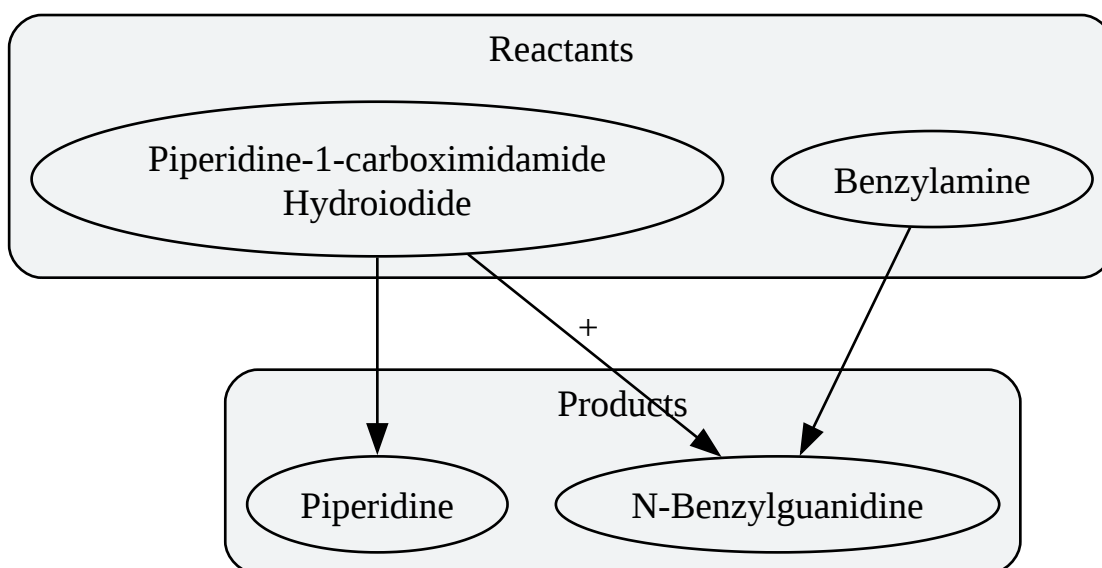 Reactants
Piperidine-1-carboximidamide
Hydroiodide
Benzylamine
+
Products
Piperidine
N-Benzylguanidine